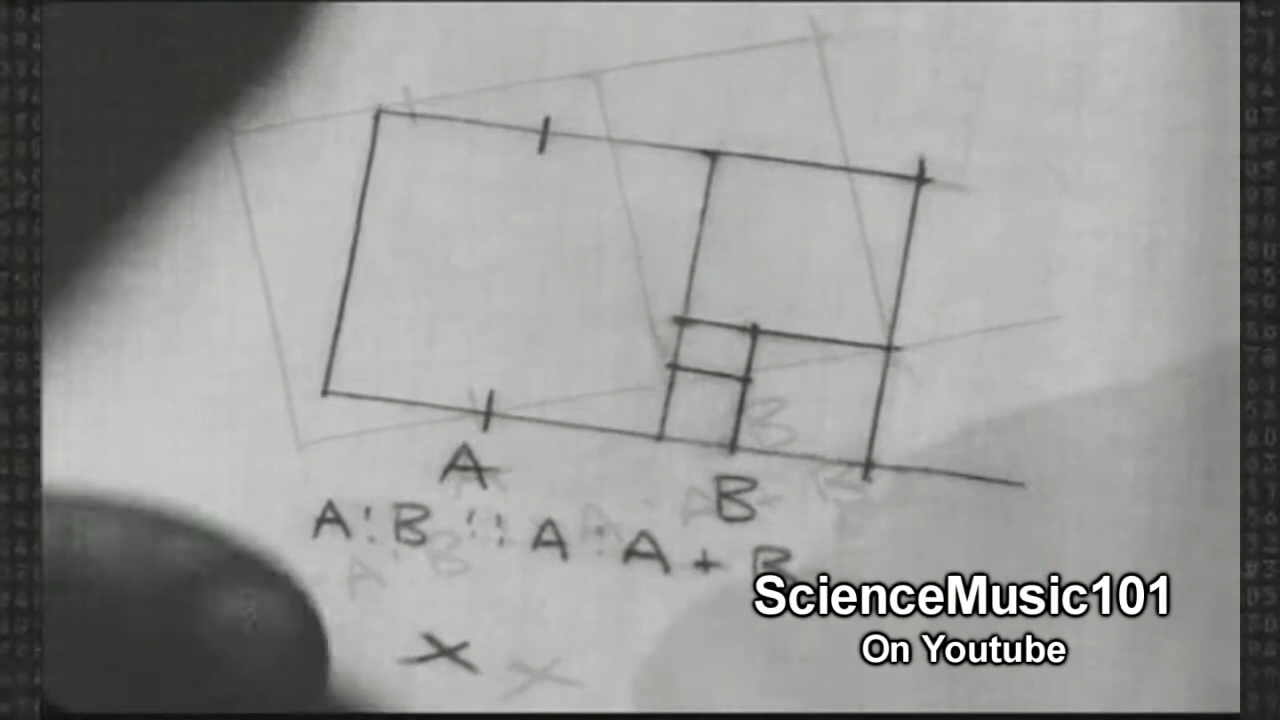 A
B
A:B :: A:A + B
X
ScienceMusic101
On Youtube